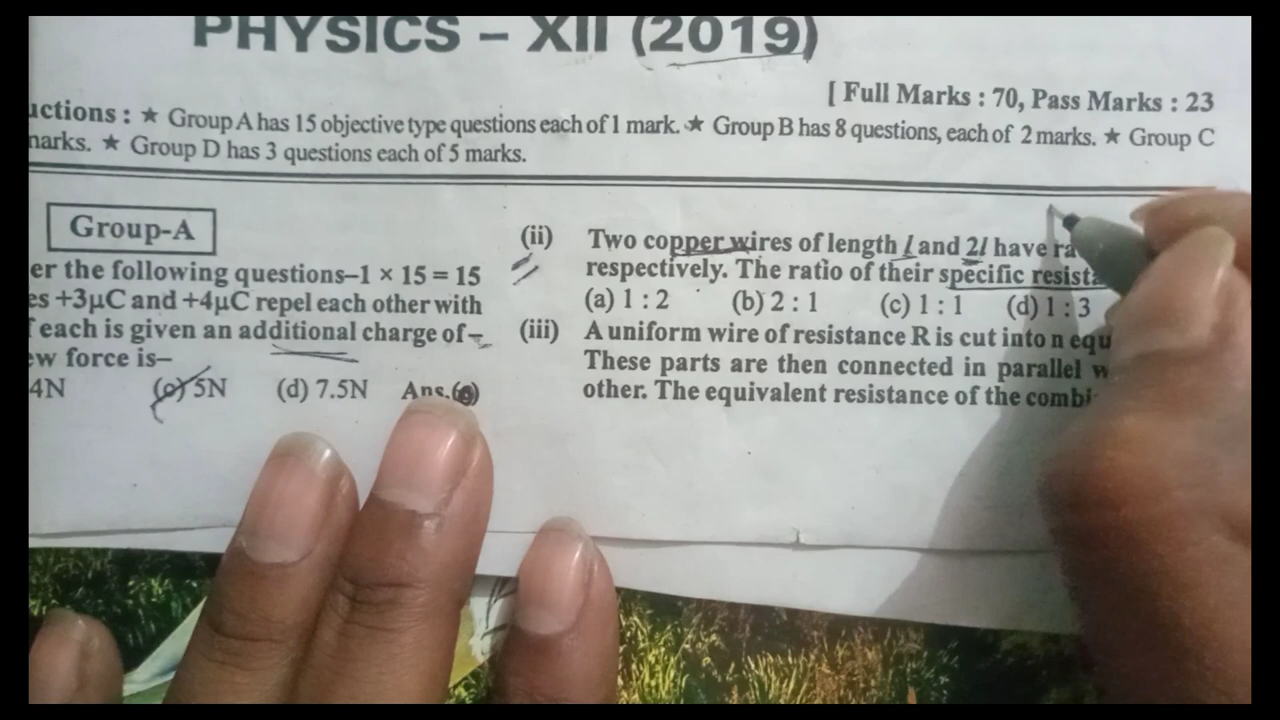 PHYSICS – XII (2019)
[ Full Marks : 70, Pass Marks : 23
uctions : ★ Group A has 15 objective type questions each of 1 mark. ★ Group B has 8 questions, each of 2 marks. ★ Group C
marks. ★ Group D has 3 questions each of 5 marks.
Group-A
er the following questions–1 × 15 = 15
es +3μC and +4μC repel each other with
each is given an additional charge of–
ew force is–
4N (c) 5N (d) 7.5N Ans.
(ii) Two copper wires of length l and 2l have ra
respectively. The ratio of their specific resist
(a) 1 : 2 (b) 2 : 1 (c) 1 : 1 (d) 1 : 3
(iii) A uniform wire of resistance R is cut into n equ
These parts are then connected in parallel w
other. The equivalent resistance of the combi